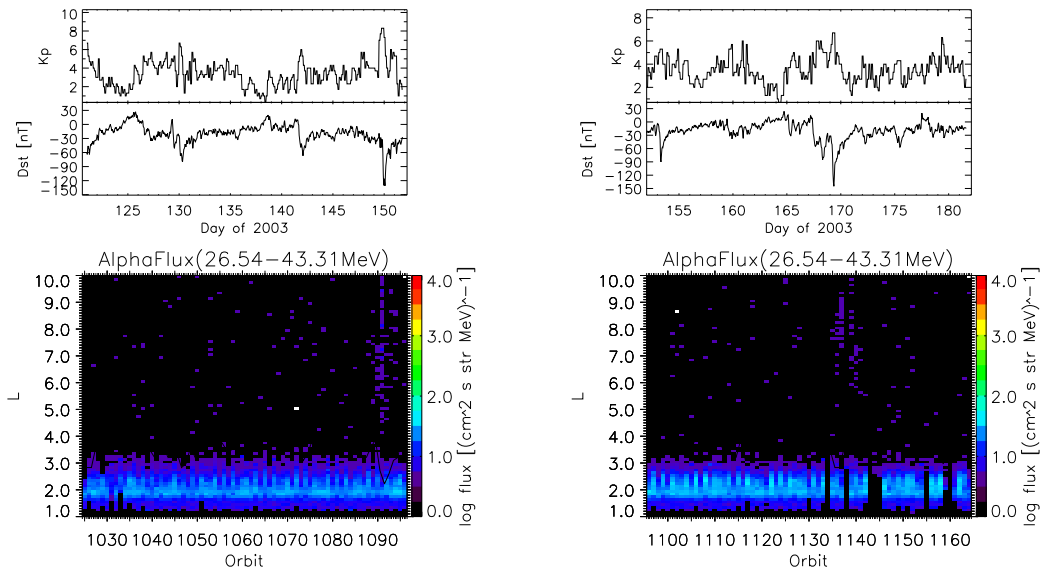 10
8
6
4
2
Kp
30
0
−30
−60
−90
−120
−150
Dst [nT]
125 130 135 140 145 150
Day of 2003
AlphaFlux(26.54−43.31MeV)
10.0
9.0
8.0
7.0
6.0
5.0
4.0
3.0
2.0
1.0
L
1030 1040 1050 1060 1070 1080 1090
Orbit
4.0
3.0
2.0
1.0
0.0
log flux [(cm^2 s str MeV)^−1]
8
6
4
2
Kp
30
0
−30
−60
−90
−120
−150
Dst [nT]
155 160 165 170 175 180
Day of 2003
AlphaFlux(26.54−43.31MeV)
10.0
9.0
8.0
7.0
6.0
5.0
4.0
3.0
2.0
1.0
L
1100 1110 1120 1130 1140 1150 1160
Orbit
4.0
3.0
2.0
1.0
0.0
log flux [(cm^2 s str MeV)^−1]